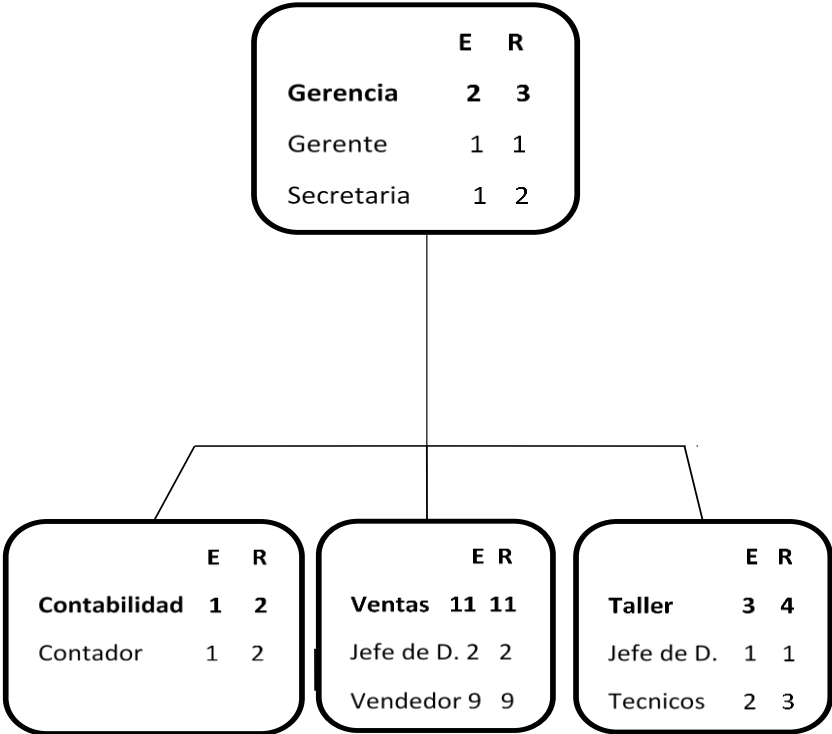 E R
Gerencia 2 3
Gerente 1 1
Secretaria 1 2
E R
Contabilidad 1 2
Contador 1 2
E R
Ventas 11 11
Jefe de D. 2 2
Vendedor 9 9
E R
Taller 3 4
Jefe de D. 1 1
Tecnicos 2 3